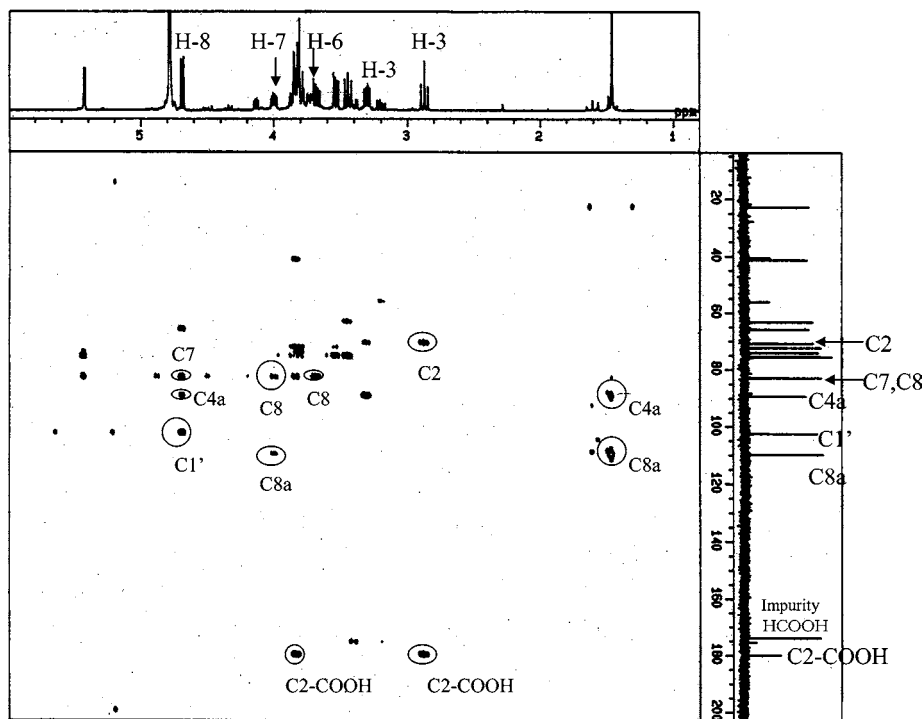 H-8
H-7
H-6
H-3
H-3
ppm
5
4
3
2
1
C7
C4a
C1'
C8
C8
C8a
C2
C4a
C8a
C2-COOH
C2-COOH
20
40
60
80
100
120
140
160
180
200
C2
C7,C8
C4a
C1'
C8a
Impurity
HCOOH
C2-COOH